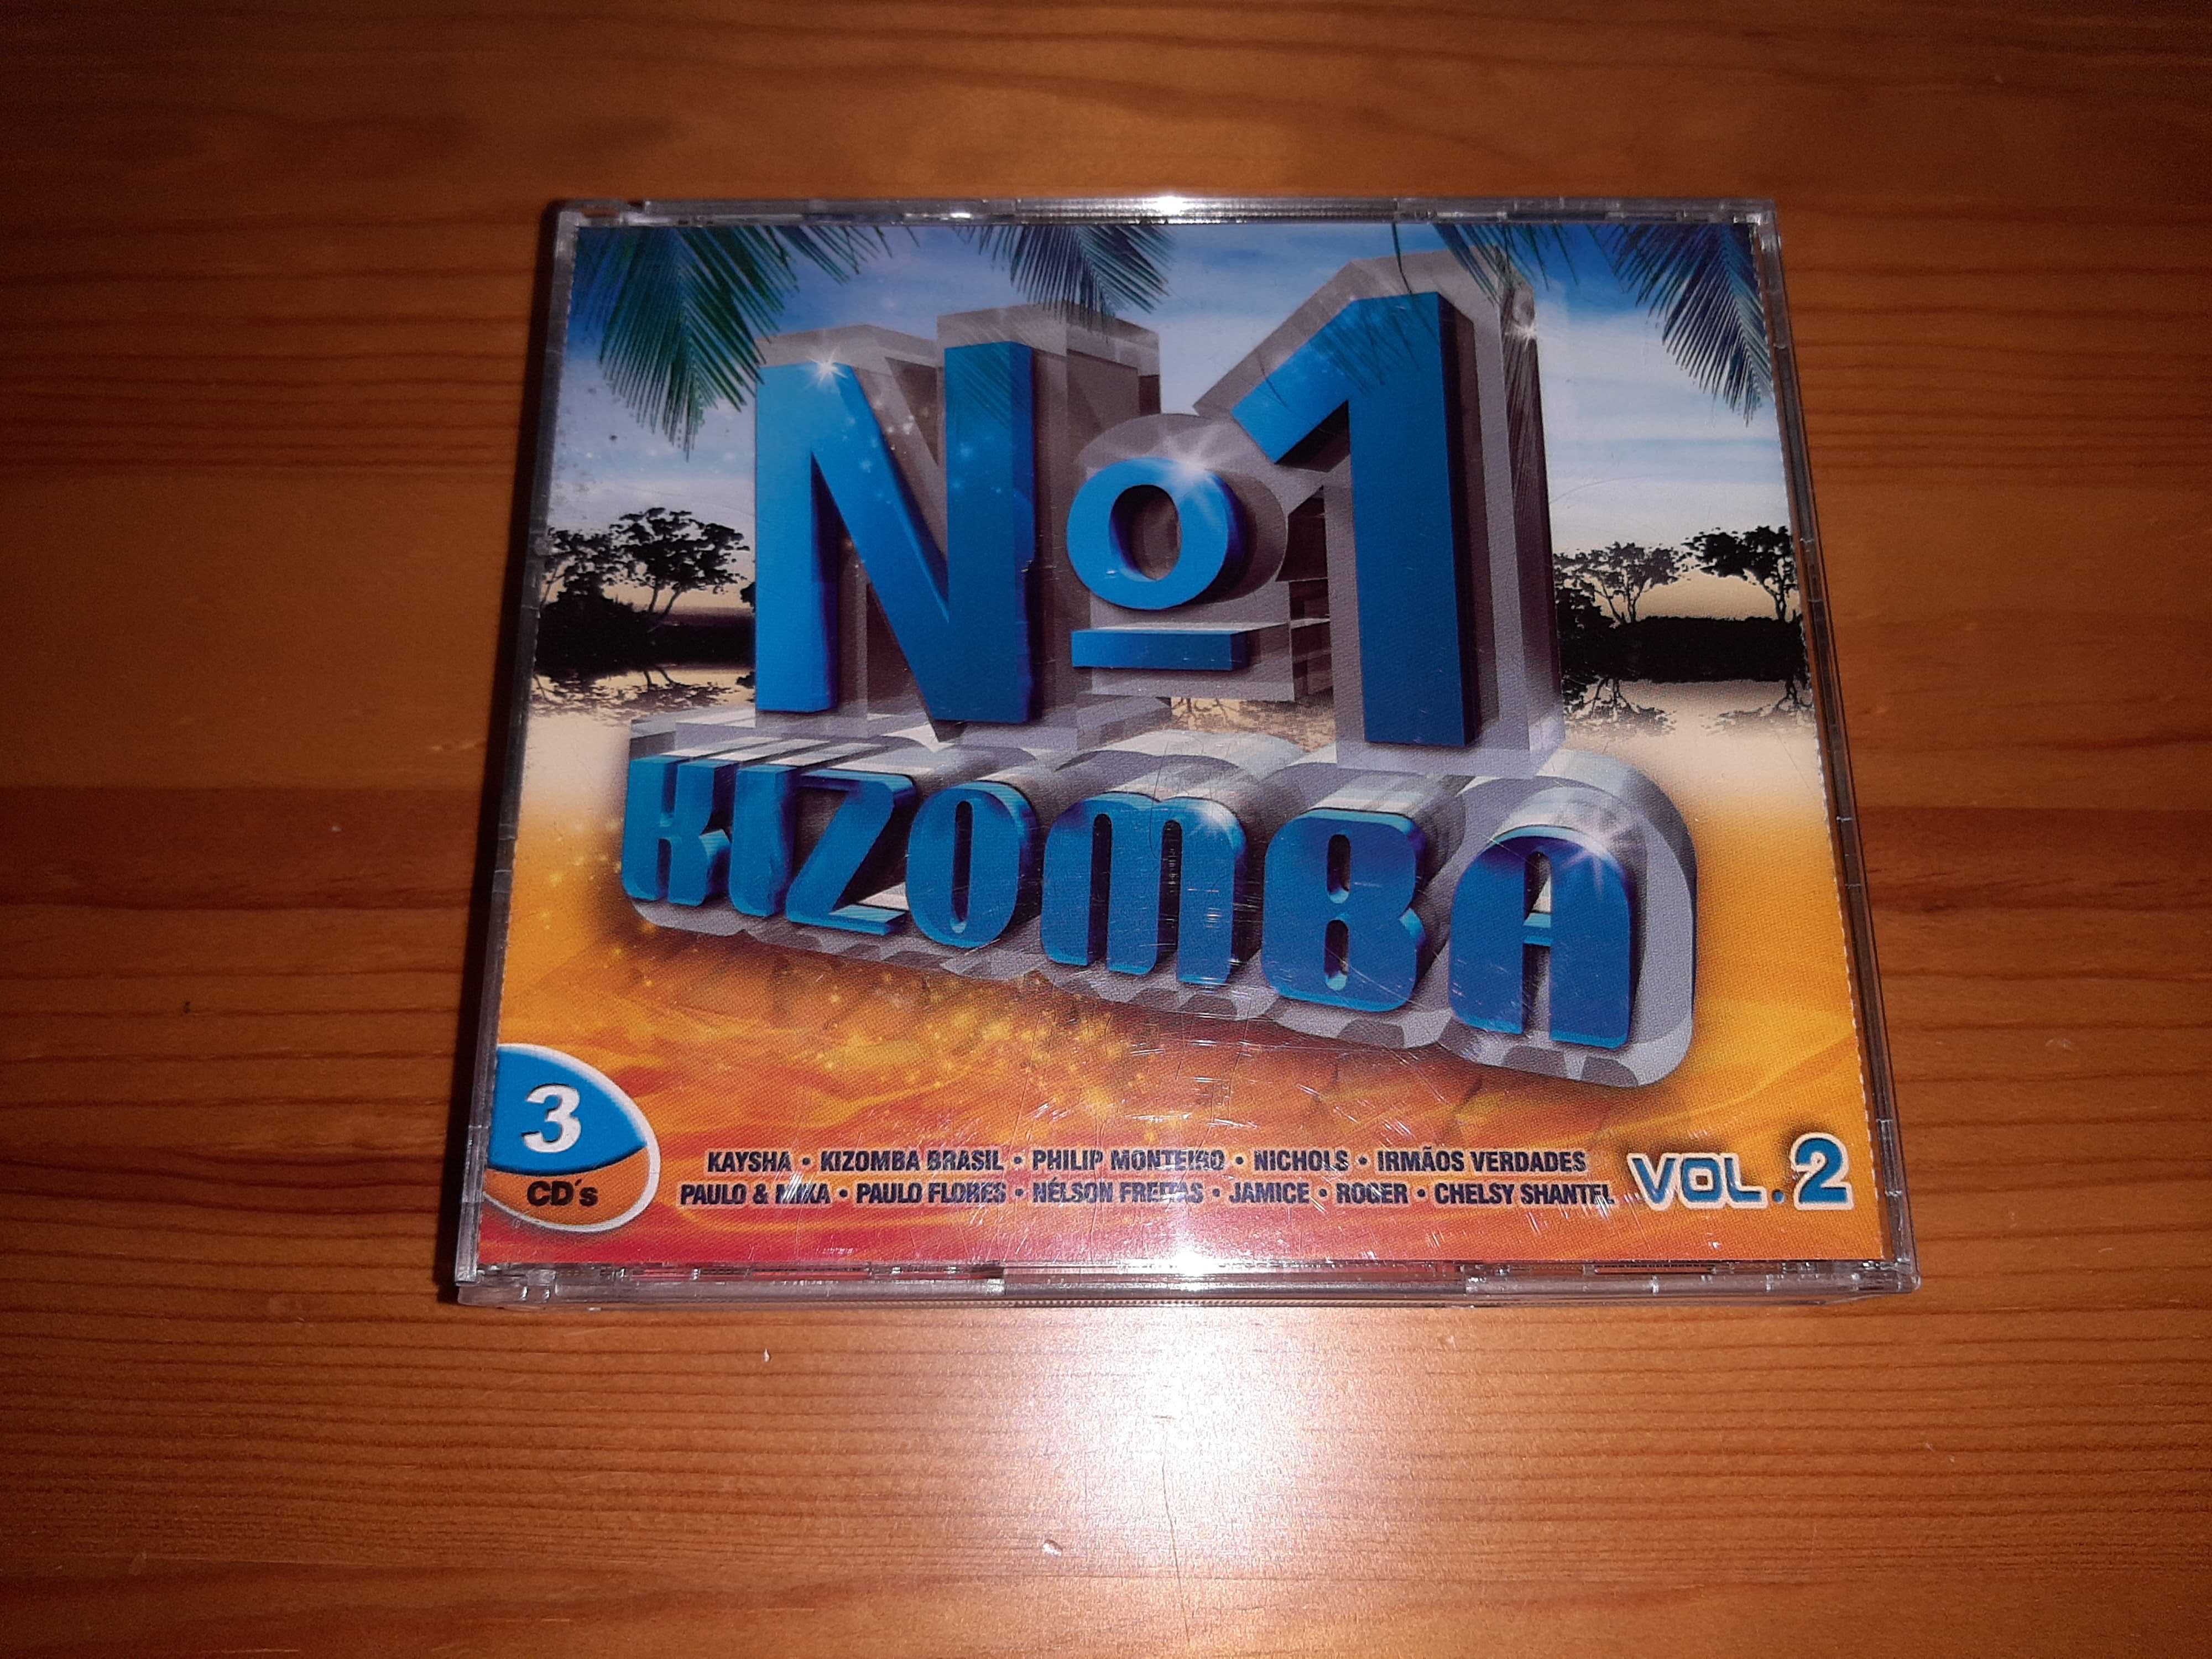 Nº1
KIZOMBA
3
CD's
KAYSHA • KIZOMBA BRASIL • PHILIP MONTEIRO • NICHOLS • IRMÃOS VERDADES
PAULO & MIKA • PAULO FLORES • NÉLSON FREITAS • JAMICE • ROGER • CHELSY SHANTEL
VOL.2